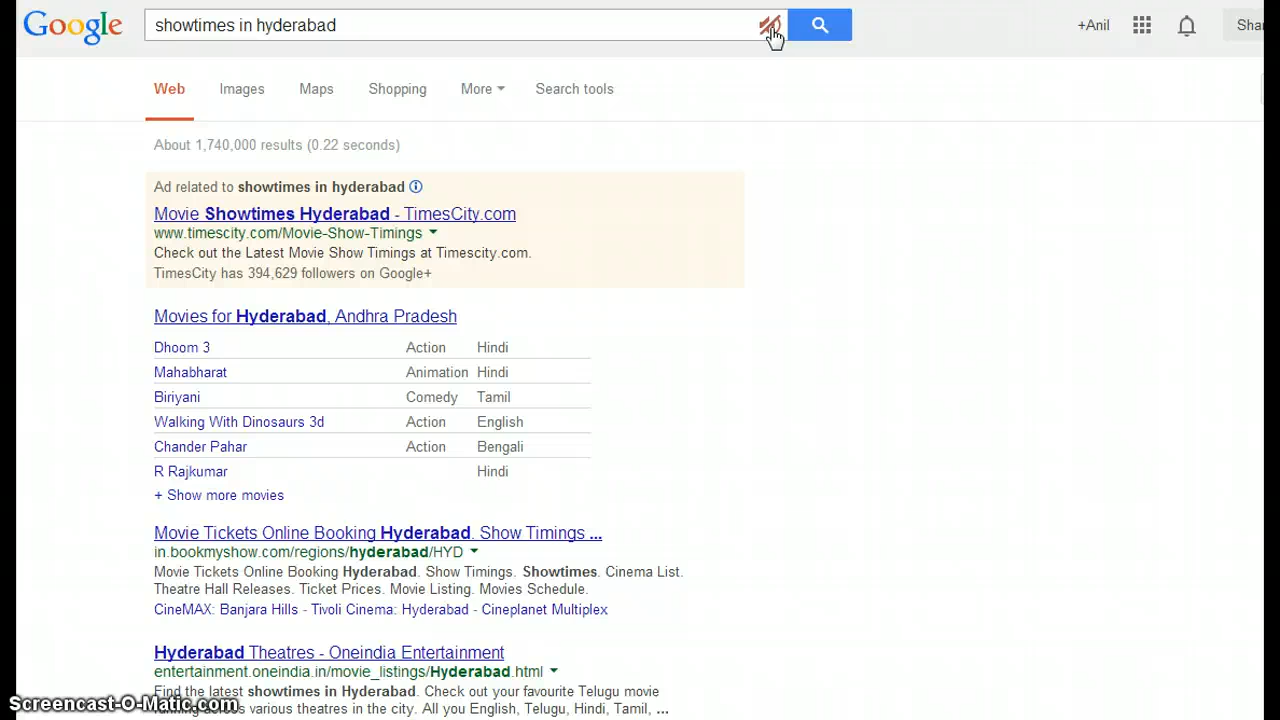 Google showtimes in hyderabad +Anil Sha
Web Images Maps Shopping More Search tools
About 1,740,000 results (0.22 seconds)
Ad related to showtimes in hyderabad
Movie Showtimes Hyderabad - TimesCity.com
www.timescity.com/Movie-Show-Timings
Check out the Latest Movie Show Timings at Timescity.com.
TimesCity has 394,629 followers on Google+
Movies for Hyderabad, Andhra Pradesh
Dhoom 3 Action Hindi
Mahabharat Animation Hindi
Biriyani Comedy Tamil
Walking With Dinosaurs 3d Action English
Chander Pahar Action Bengali
R Rajkumar Hindi
+ Show more movies
Movie Tickets Online Booking Hyderabad. Show Timings ...
in.bookmyshow.com/regions/hyderabad/HYD
Movie Tickets Online Booking Hyderabad. Show Timings. Showtimes. Cinema List.
Theatre Hall Releases. Ticket Prices. Movie Listing. Movies Schedule.
CineMAX: Banjara Hills - Tivoli Cinema: Hyderabad - Cineplanet Multiplex
Hyderabad Theatres - Oneindia Entertainment
entertainment.oneindia.in/movie_listings/Hyderabad.html
Find the latest showtimes in Hyderabad. Check out your favourite Telugu movie
running across various theatres in the city. All you English, Telugu, Hindi, Tamil, ...
Screencast-O-Matic.com